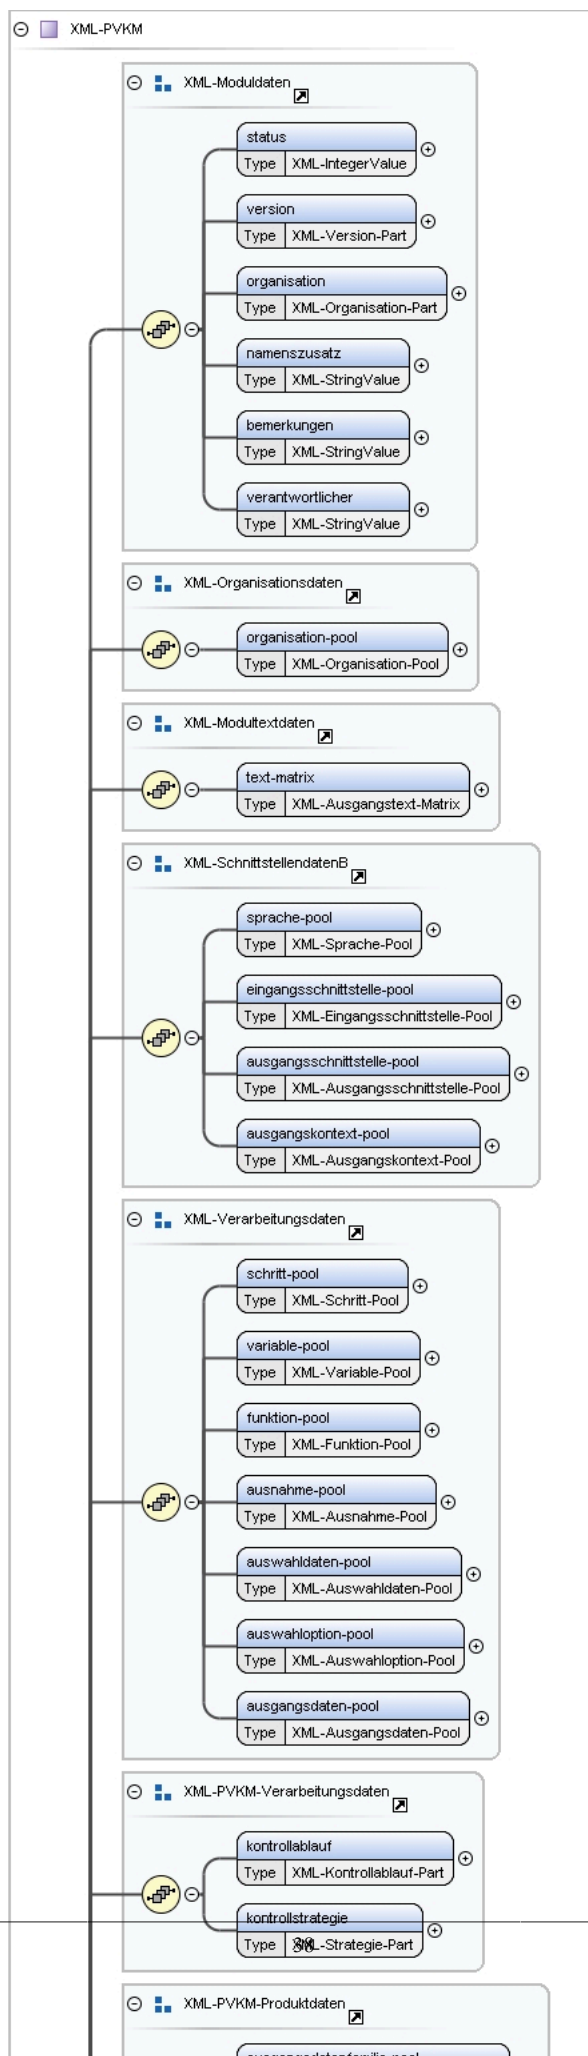 XML-PVKM
XML-Moduldaten
status
Type XML-IntegerValue
version
Type XML-Version-Part
organisation
Type XML-Organisation-Part
namenszusatz
Type XML-StringValue
bemerkungen
Type XML-StringValue
verantwortlicher
Type XML-StringValue
XML-Organisationsdaten
organisation-pool
Type XML-Organisation-Pool
XML-Modultextdaten
text-matrix
Type XML-Ausgangstext-Matrix
XML-SchnittstellendatenB
sprache-pool
Type XML-Sprache-Pool
eingangsschnittstelle-pool
Type XML-Eingangsschnittstelle-Pool
ausgangsschnittstelle-pool
Type XML-Ausgangsschnittstelle-Pool
ausgangskontext-pool
Type XML-Ausgangskontext-Pool
XML-Verarbeitungsdaten
schritt-pool
Type XML-Schritt-Pool
variable-pool
Type XML-Variable-Pool
funktion-pool
Type XML-Funktion-Pool
ausnahme-pool
Type XML-Ausnahme-Pool
auswahldaten-pool
Type XML-Auswahldaten-Pool
auswahloption-pool
Type XML-Auswahloption-Pool
ausgangsdaten-pool
Type XML-Ausgangsdaten-Pool
XML-PVKM-Verarbeitungsdaten
kontrollablauf
Type XML-Kontrollablauf-Part
kontrollstrategie
Type XML-Strategie-Part
38
XML-PVKM-Produktdaten